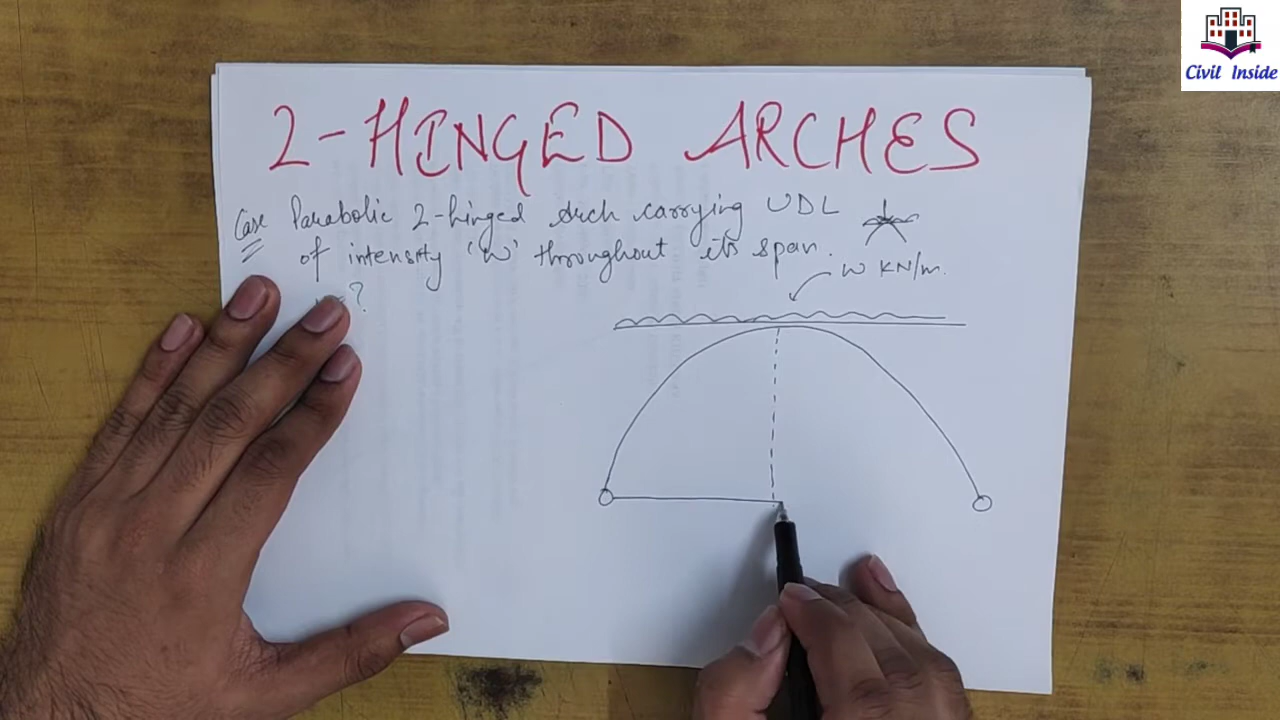 Civil Inside
2-HINGED ARCHES
Case Parabolic 2-hinged Arch carrying UDL
of intensity 'w' throughout its span.
w KN/m.
=?